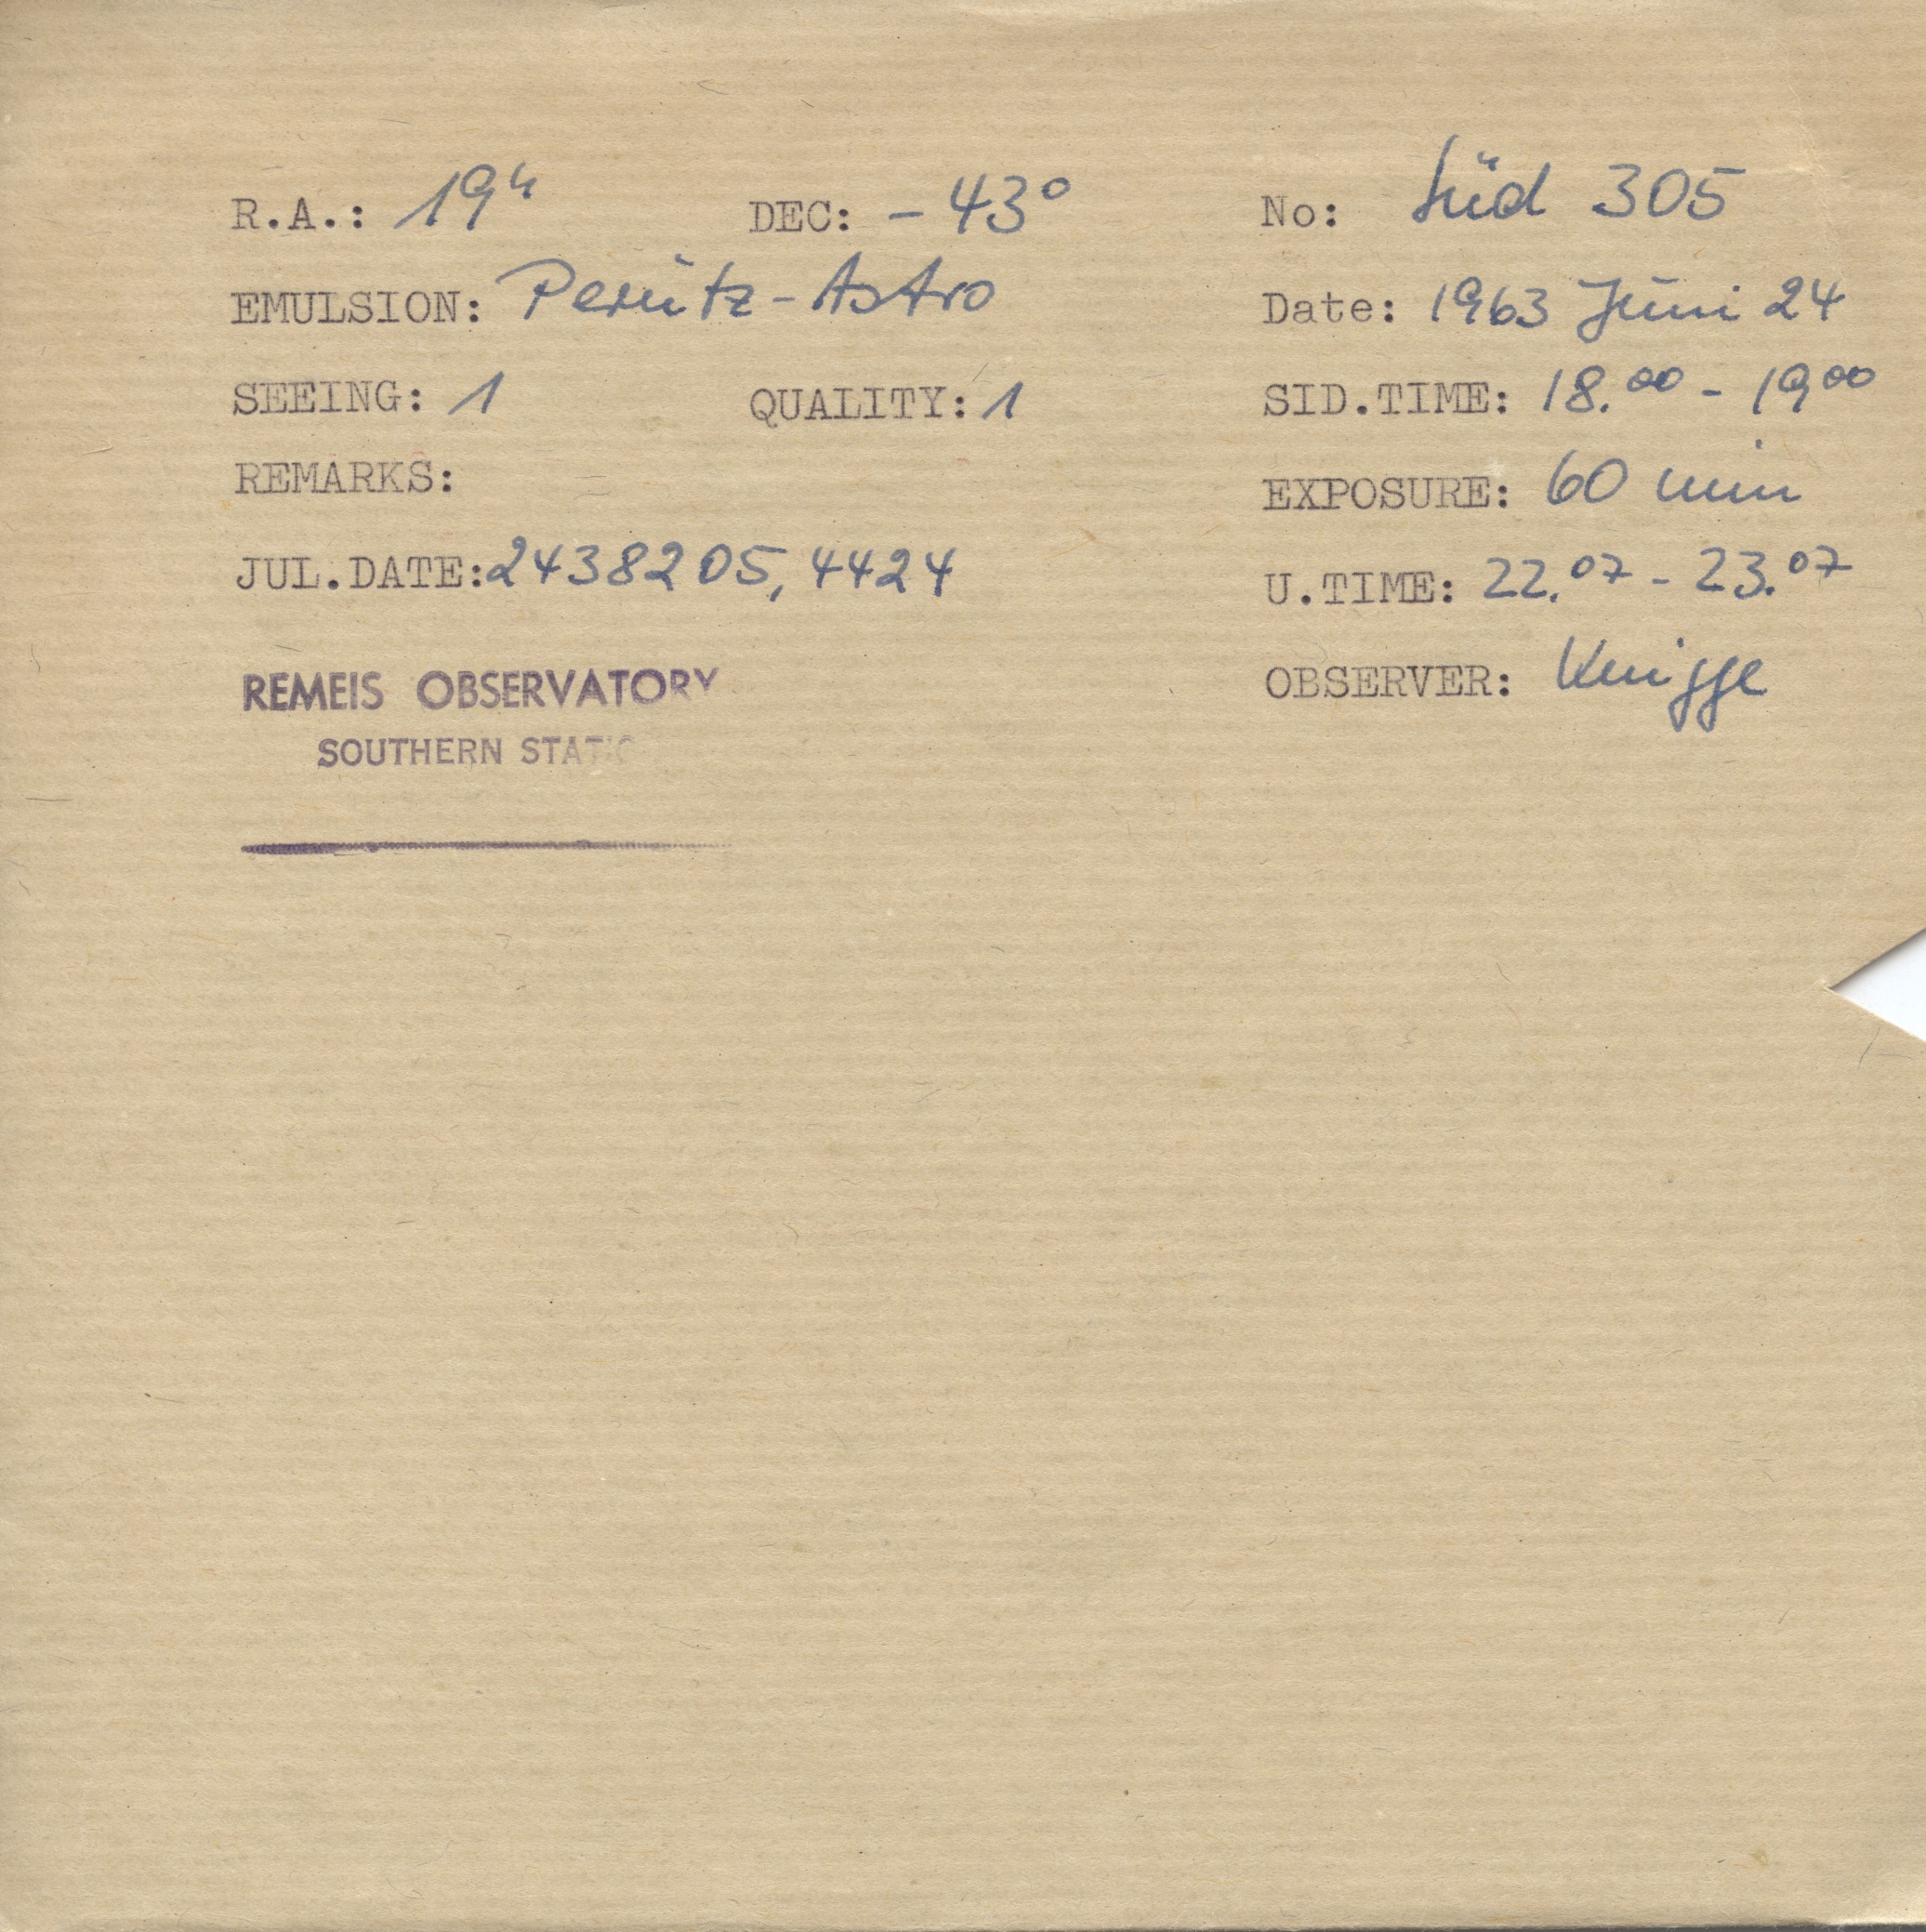 R.A.: 19h DEC: -43° No: Süd 305
EMULSION: Perutz-Astro Date: 1963 Juni 24
SEEING: 1 QUALITY: 1 SID.TIME: 18.00 - 19 00
REMARKS: EXPOSURE: 60 min
JUL.DATE: 2438205,4424 U.TIME: 22.07 - 23.07
REMEIS OBSERVATORY OBSERVER: Knigge
SOUTHERN STATIO